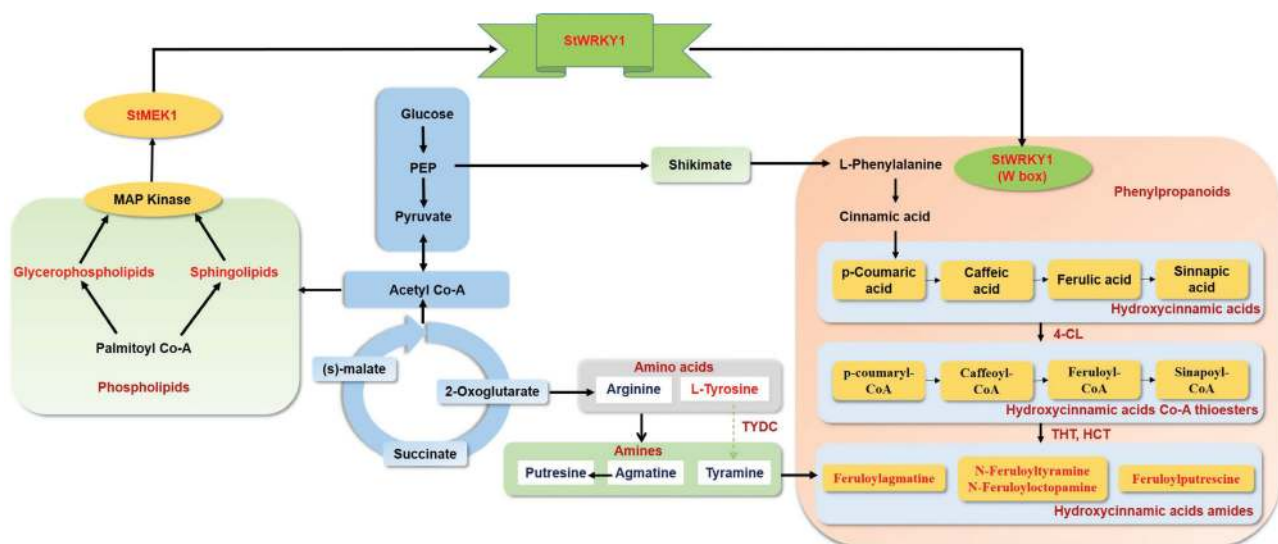 StWRKY1
StMEK1
MAP Kinase
Glycerophospholipids
Sphingolipids
Palmitoyl Co-A
Phospholipids
Glucose
PEP
Pyruvate
Acetyl Co-A
(s)-malate
2-Oxoglutarate
Succinate
Shikimate
Amino acids
Arginine
L-Tyrosine
TYDC
Amines
Putresine
Agmatine
Tyramine
L-Phenylalanine
StWRKY1
(W box)
Phenylpropanoids
Cinnamic acid
p-Coumaric
acid
Caffeic
acid
Ferulic acid
Sinnapic
acid
Hydroxycinnamic acids
4-CL
p-coumaryl-
CoA
Caffeoyl-
CoA
Feruloyl-
CoA
Sinapoyl-
CoA
Hydroxycinnamic acids Co-A thioesters
THT, HCT
Feruloylagmatine
N-Feruloyltyramine
N-Feruloyloctopamine
Feruloylputrescine
Hydroxycinnamic acids amides